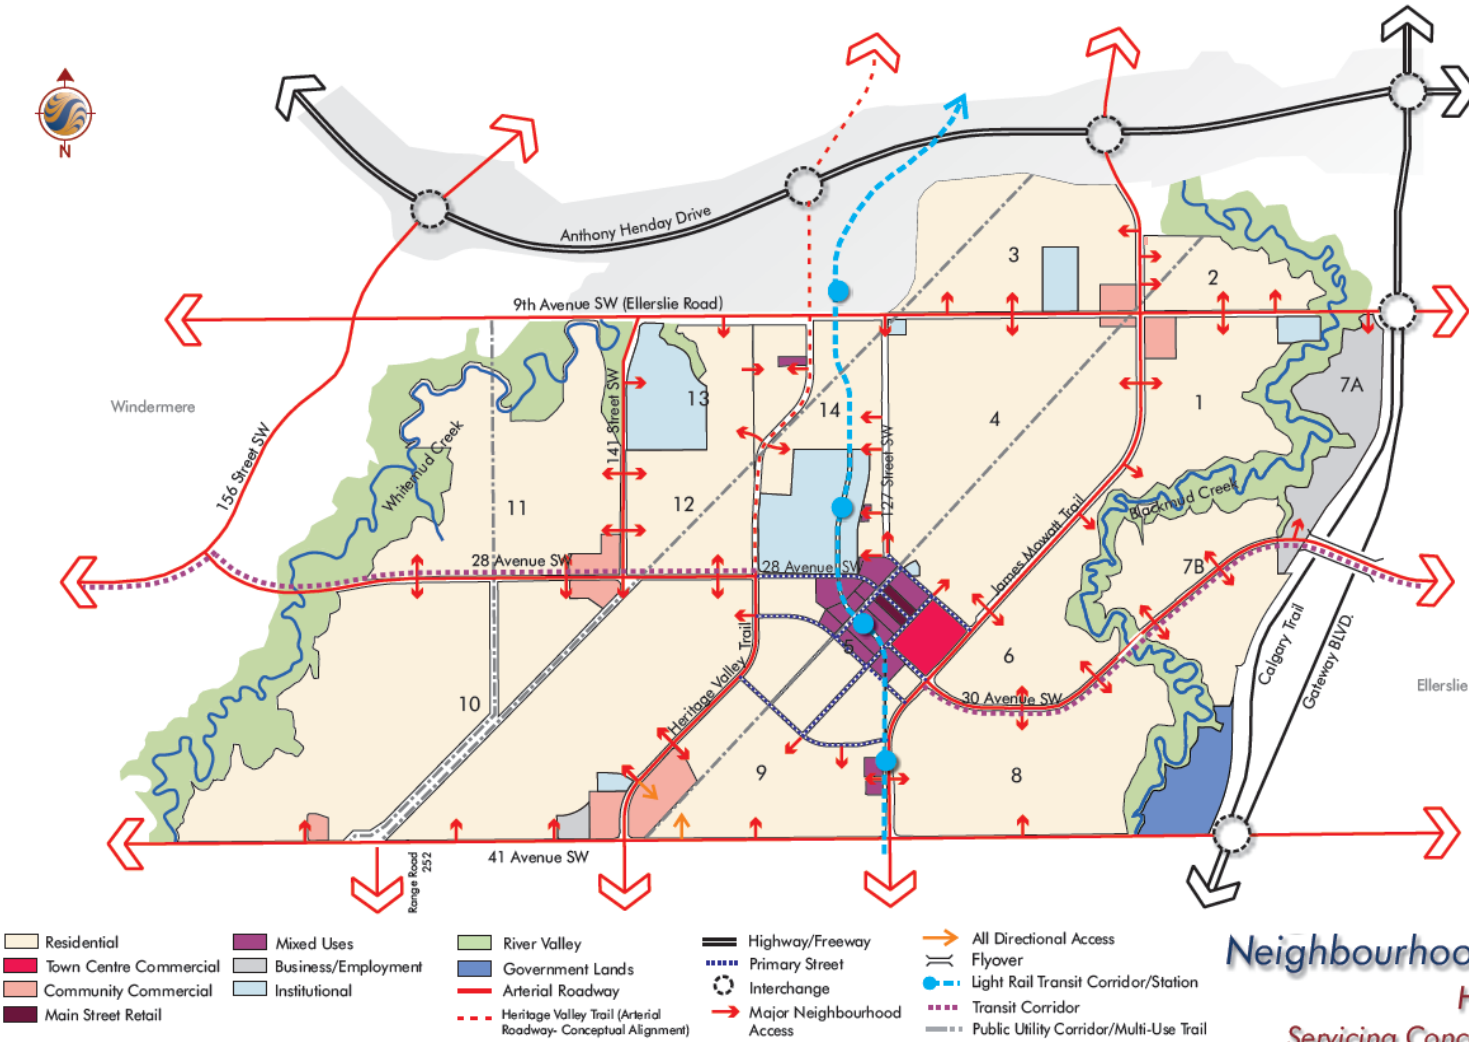 N
Anthony Henday Drive
3
2
9th Avenue SW (Ellerslie Road)
7A
Windermere
13
14
1
4
141 Street SW
127 Street SW
156 Street SW
Whitemud Creek
11
12
Blackmud Creek
James Mowatt Trail
28 Avenue SW
28 Avenue SW
7B
5
6
Calgary Trail
Gateway BLVD.
Ellerslie
Heritage Valley Trail
30 Avenue SW
10
9
8
41 Avenue SW
Range Road
252
Residential
Town Centre Commercial
Community Commercial
Main Street Retail
Mixed Uses
Business/Employment
Institutional
River Valley
Government Lands
Arterial Roadway
Heritage Valley Trail (Arterial
Roadway- Conceptual Alignment)
Highway/Freeway
Primary Street
Interchange
Major Neighbourhood
Access
All Directional Access
Flyover
Light Rail Transit Corridor/Station
Transit Corridor
Public Utility Corridor/Multi-Use Trail
Neighbourhoo
H
Servicing Conc